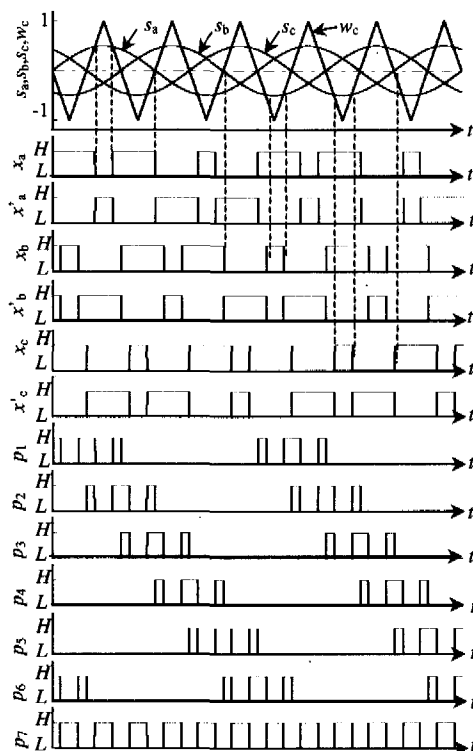 s_a s_b s_c w_c
s_a,s_b,s_c,w_c
1
-1
t
x_a H L t
x'_a H L t
x_b H L t
x'_b H L t
x_c H L t
x'_c H L t
p_1 H L t
p_2 H L t
p_3 H L t
p_4 H L t
p_5 H L t
p_6 H L t
p_7 H L t